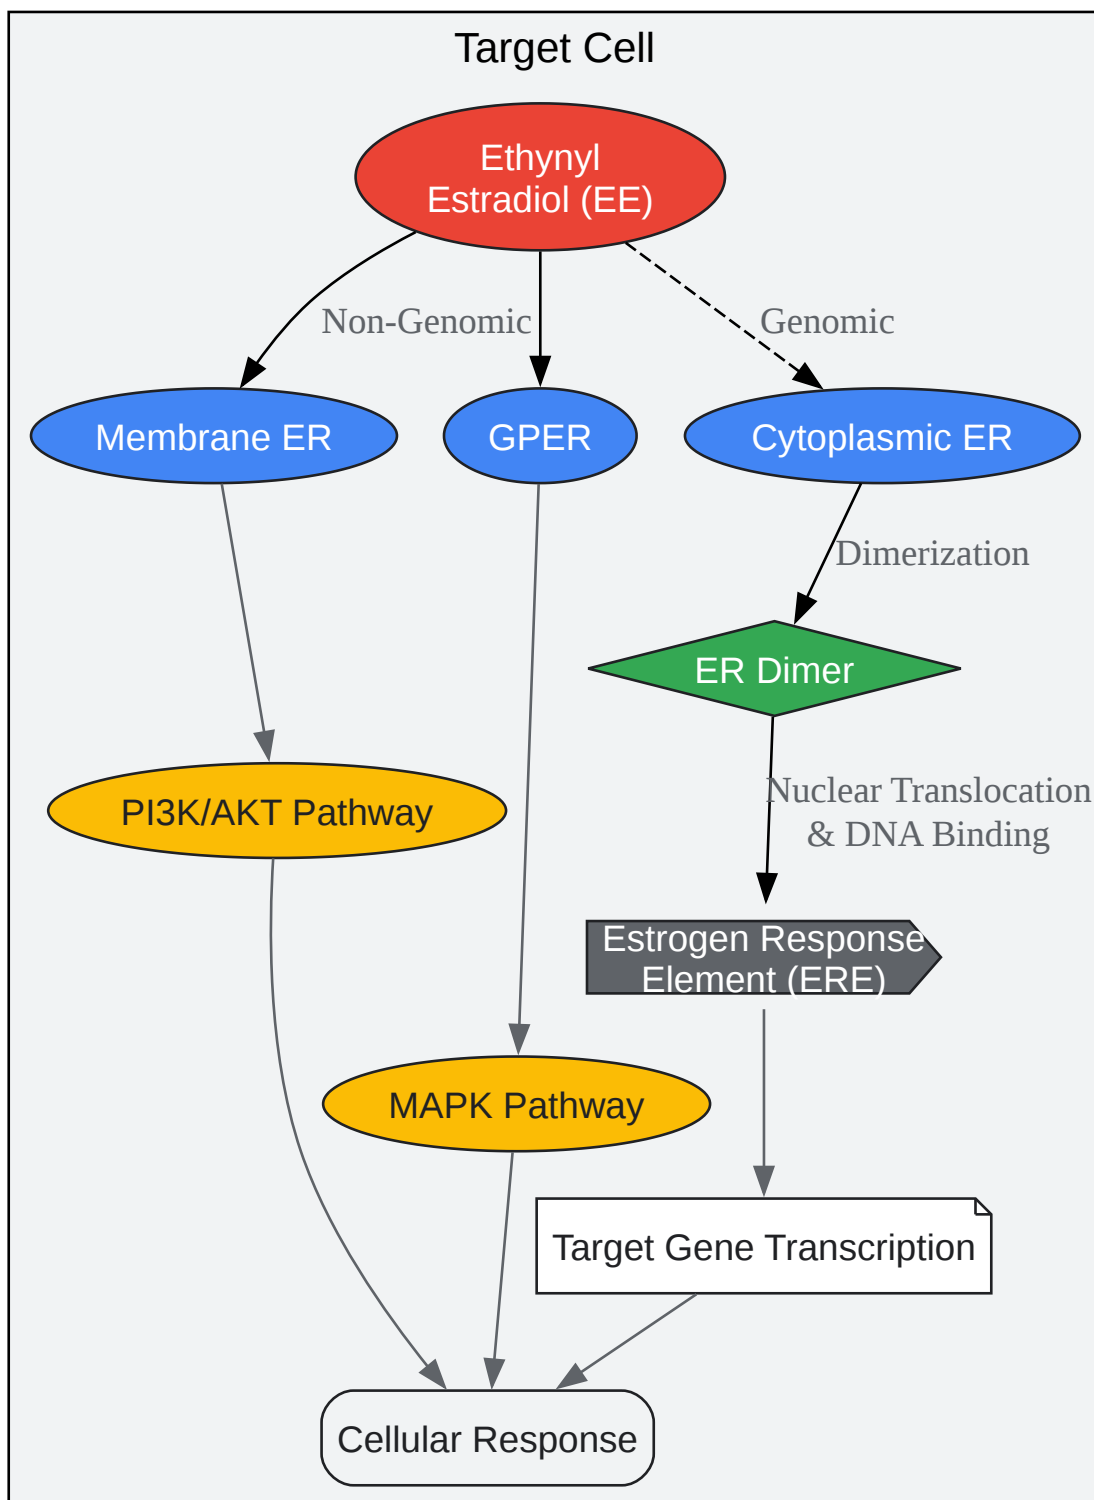 Target Cell
Ethynyl
Estradiol (EE)
Non-Genomic
Genomic
Membrane ER
GPER
Cytoplasmic ER
Dimerization
ER Dimer
Nuclear Translocation
& DNA Binding
PI3K/AKT Pathway
Estrogen Response
Element (ERE)
MAPK Pathway
Target Gene Transcription
Cellular Response